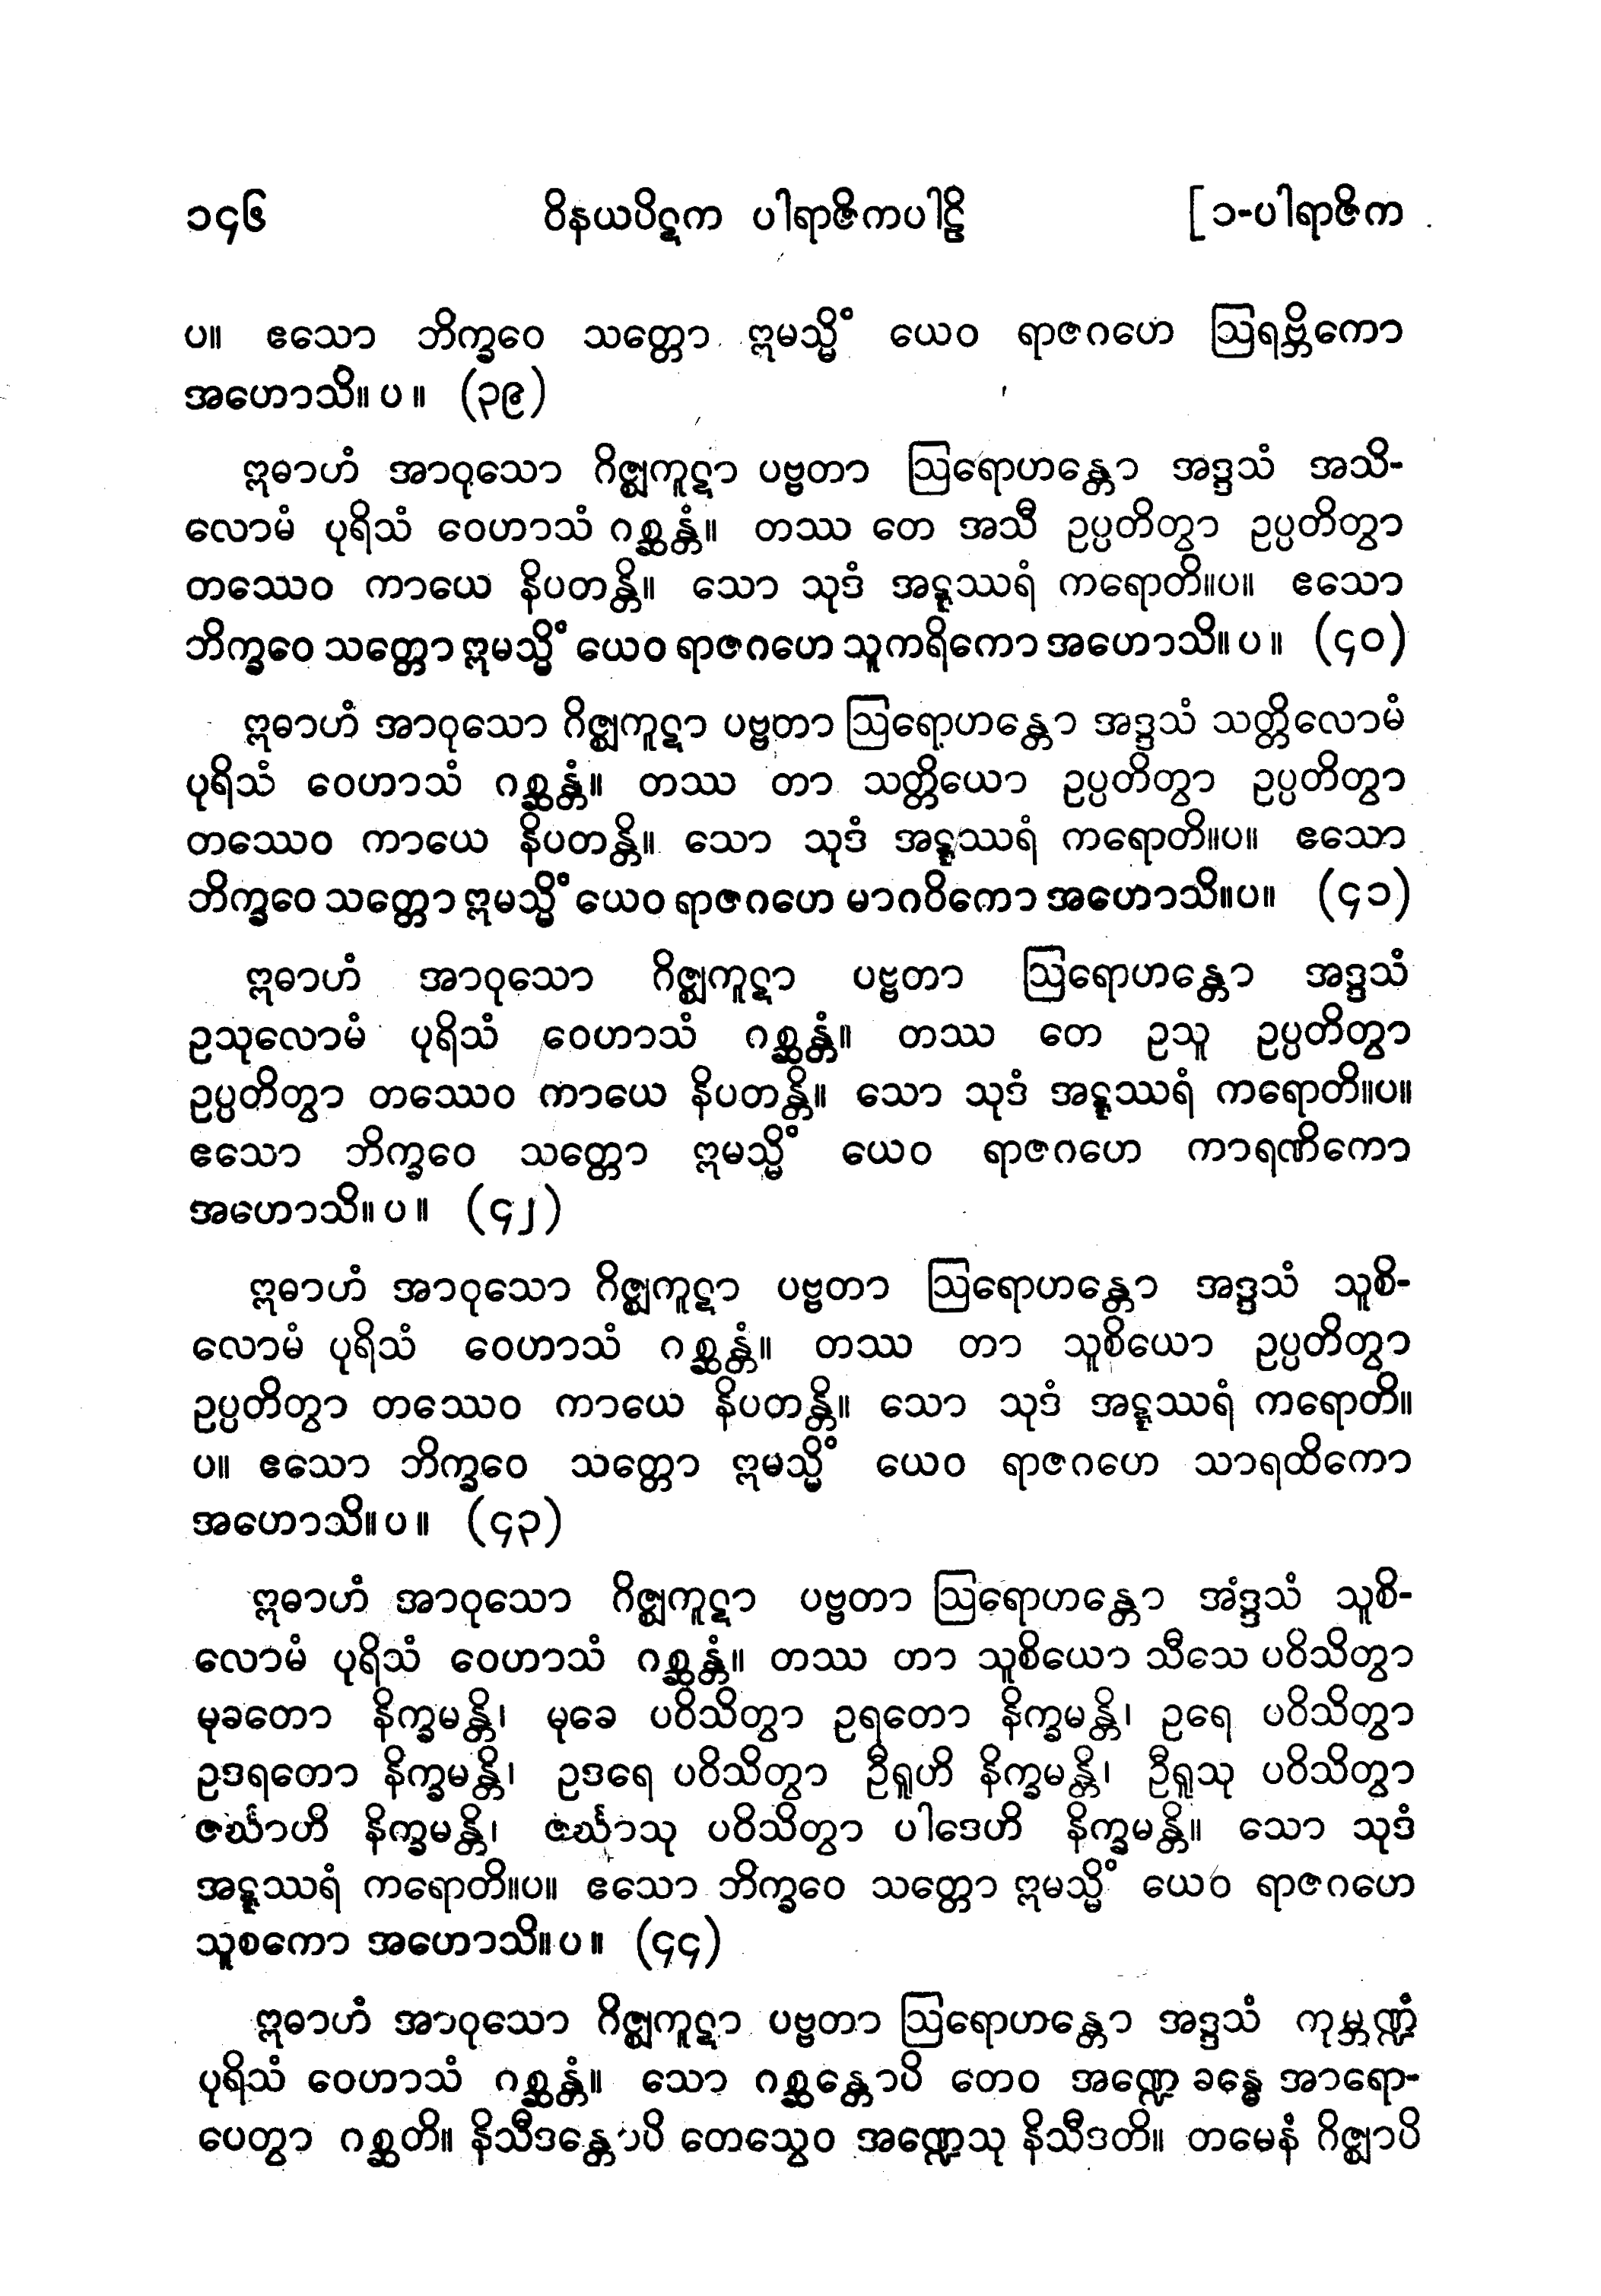 ၁၄၆ ဝိနယပိဋက ပါရာဇိကပါဠိ [၁-ပါရာဇိက
ပ။ ဧသော ဘိက္ခဝေ သတ္တော ဣမသ္မိံ ယေဝ ရာဇဂဟေ ဩရဗ္ဘိကော
အဟောသိ။ ပ။ (၃၉)
ဣဓာဟံ အာဝုသော ဂိဇ္ဈကူဋာ ပဗ္ဗတာ ဩရောဟန္တော အဒ္ဒသံ အသိ-
လောမံ ပုရိသံ ဝေဟာသံ ဂစ္ဆန္တံ။ တဿ တေ အသီ ဥပ္ပတိတွာ ဥပ္ပတိတွာ
တဿေဝ ကာယေ နိပတန္တိ။ သော သုဒံ အဋ္ဋဿရံ ကရောတိ။ပ။ ဧသော
ဘိက္ခဝေ သတ္တော ဣမသ္မိံ ယေဝ ရာဇဂဟေ သူကရိကော အဟောသိ။ ပ။ (၄၀)
ဣဓာဟံ အာဝုသော ဂိဇ္ဈကူဋာ ပဗ္ဗတာ ဩရောဟန္တော အဒ္ဒသံ သတ္တိလောမံ
ပုရိသံ ဝေဟာသံ ဂစ္ဆန္တံ။ တဿ တာ သတ္တိယော ဥပ္ပတိတွာ ဥပ္ပတိတွာ
တဿေဝ ကာယေ နိပတန္တိ။ သော သုဒံ အဋ္ဋဿရံ ကရောတိ။ပ။ ဧသော
ဘိက္ခဝေ သတ္တော ဣမသ္မိံ ယေဝ ရာဇဂဟေ မာဂဝိကော အဟောသိ။ပ။ (၄၁)
ဣဓာဟံ အာဝုသော ဂိဇ္ဈကူဋာ ပဗ္ဗတာ ဩရောဟန္တော အဒ္ဒသံ
ဥသုလောမံ ပုရိသံ ဝေဟာသံ ဂစ္ဆန္တံ။ တဿ တေ ဥသူ ဥပ္ပတိတွာ
ဥပ္ပတိတွာ တဿေဝ ကာယေ နိပတန္တိ။ သော သုဒံ အဋ္ဋဿရံ ကရောတိ။ပ။
ဧသော ဘိက္ခဝေ သတ္တော ဣမသ္မိံ ယေဝ ရာဇဂဟေ ကာရဏိကော
အဟောသိ။ ပ။ (၄၂)
ဣဓာဟံ အာဝုသော ဂိဇ္ဈကူဋာ ပဗ္ဗတာ ဩရောဟန္တော အဒ္ဒသံ သူစိ-
လောမံ ပုရိသံ ဝေဟာသံ ဂစ္ဆန္တံ။ တဿ တာ သူစိယော ဥပ္ပတိတွာ
ဥပ္ပတိတွာ တဿေဝ ကာယေ နိပတန္တိ။ သော သုဒံ အဋ္ဋဿရံ ကရောတိ။
ပ။ ဧသော ဘိက္ခဝေ သတ္တော ဣမသ္မိံ ယေဝ ရာဇဂဟေ သာရထိကော
အဟောသိ။ ပ။ (၄၃)
ဣဓာဟံ အာဝုသော ဂိဇ္ဈကူဋာ ပဗ္ဗတာ ဩရောဟန္တော အဒ္ဒသံ သူစိ-
လောမံ ပုရိသံ ဝေဟာသံ ဂစ္ဆန္တံ။ တဿ တာ သူစိယော သီသေ ပဝိသိတွာ
မုခတော နိက္ခမန္တိ၊ မုခေ ပဝိသိတွာ ဥရတော နိက္ခမန္တိ၊ ဥရေ ပဝိသိတွာ
ဥဒရတော နိက္ခမန္တိ၊ ဥဒရေ ပဝိသိတွာ ဦရူဟိ နိက္ခမန္တိ၊ ဦရူသု ပဝိသိတွာ
ဇင်္ဃာဟိ နိက္ခမန္တိ၊ ဇင်္ဃာသု ပဝိသိတွာ ပါဒေဟိ နိက္ခမန္တိ။ သော သုဒံ
အဋ္ဋဿရံ ကရောတိ။ပ။ ဧသော ဘိက္ခဝေ သတ္တော ဣမသ္မိံ ယေဝ ရာဇဂဟေ
သူစကော အဟောသိ။ ပ။ (၄၄)
ဣဓာဟံ အာဝုသော ဂိဇ္ဈကူဋာ ပဗ္ဗတာ ဩရောဟန္တော အဒ္ဒသံ ကုမ္ဘဏ္ဍံ
ပုရိသံ ဝေဟာသံ ဂစ္ဆန္တံ။ သော ဂစ္ဆန္တောပိ တေဝ အဏ္ဍေ ခန္ဓေ အာရော-
ပေတွာ ဂစ္ဆတိ။ နိသီဒန္တောပိ တေသွေဝ အဏ္ဍေသု နိသီဒတိ။ တမေနံ ဂိဇ္ဈာပိ